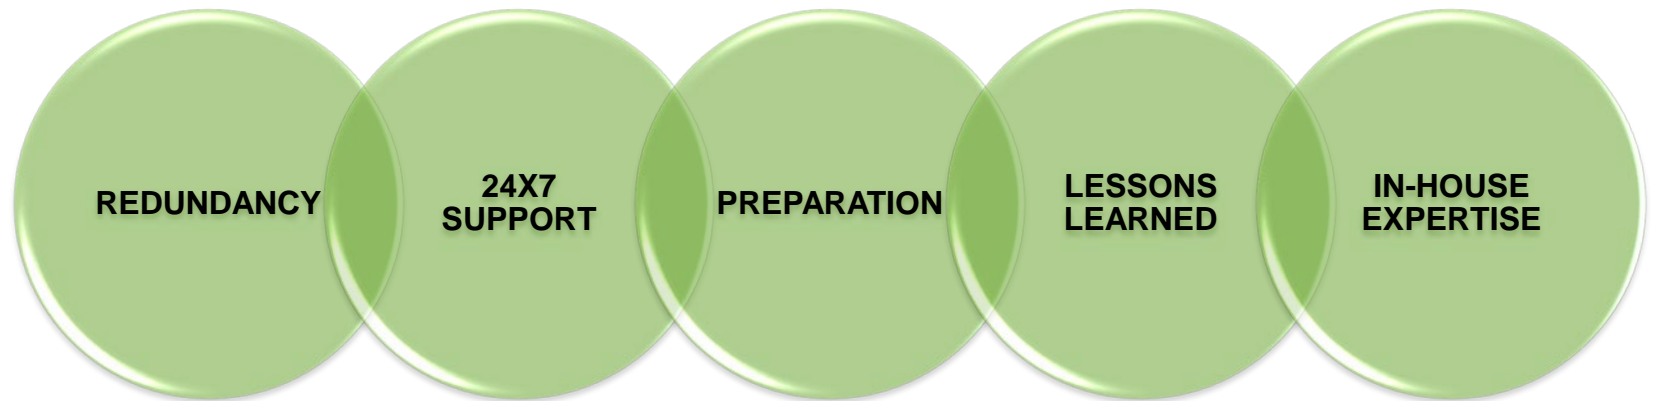 REDUNDANCY
24X7
SUPPORT
PREPARATION
LESSONS
LEARNED
IN-HOUSE
EXPERTISE